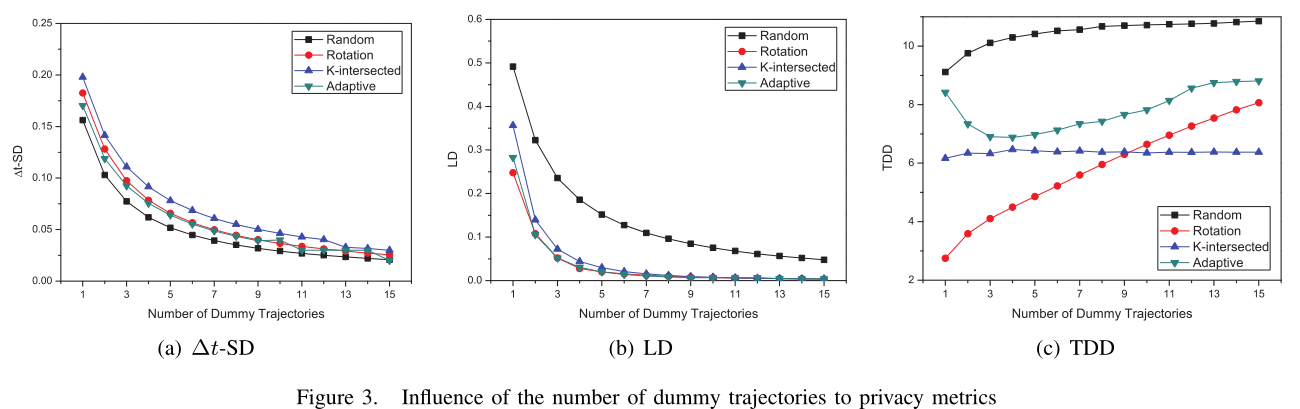 0.25
0.20
0.15
0.10
0.05
0.00
Δt-SD
1 3 5 7 9 11 13 15
Number of Dummy Trajectories
Random
Rotation
K-intersected
Adaptive
(a) Δt-SD
0.6
0.5
0.4
0.3
0.2
0.1
0.0
LD
1 3 5 7 9 11 13 15
Number of Dummy Trajectories
Random
Rotation
K-intersected
Adaptive
(b) LD
10
8
6
4
2
TDD
1 3 5 7 9 11 13 15
Number of Dummy Trajectories
Random
Rotation
K-intersected
Adaptive
(c) TDD
Figure 3. Influence of the number of dummy trajectories to privacy metrics